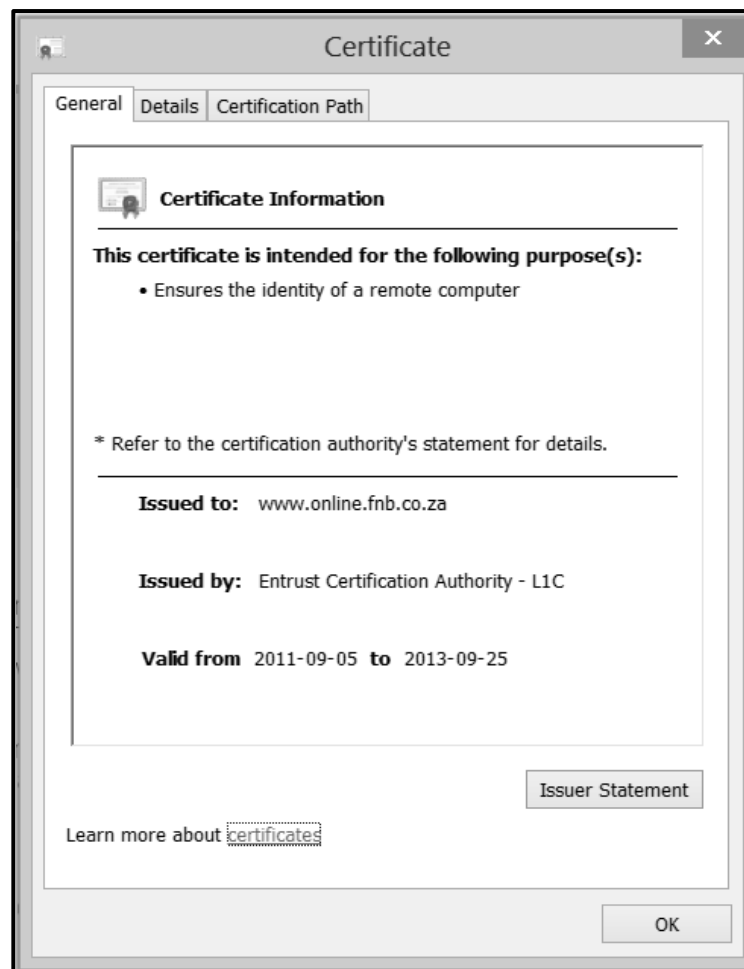 Certificate
General Details Certification Path
Certificate Information
This certificate is intended for the following purpose(s):
• Ensures the identity of a remote computer
* Refer to the certification authority's statement for details.
Issued to: www.online.fnb.co.za
Issued by: Entrust Certification Authority - L1C
Valid from 2011-09-05 to 2013-09-25
Issuer Statement
Learn more about certificates
OK